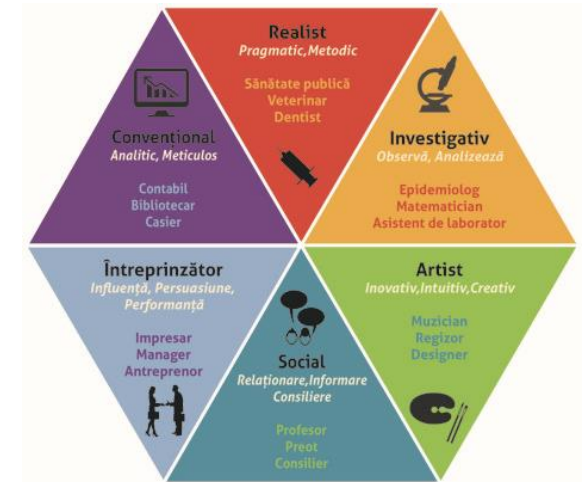 Realist
Pragmatic,Metodic
Sănătate publică
Veterinar
Dentist
Convențional
Analitic, Meticulos
Contabil
Bibliotecar
Casier
Investigativ
Observă, Analizează
Epidemiolog
Matematician
Asistent de laborator
Întreprinzător
Influență, Persuasiune,
Performanță
Impresar
Manager
Antreprenor
Social
Relaționare,Informare
Consiliere
Profesor
Preot
Consilier
Artist
Inovativ,Intuitiv,Creativ
Muzician
Regizor
Designer